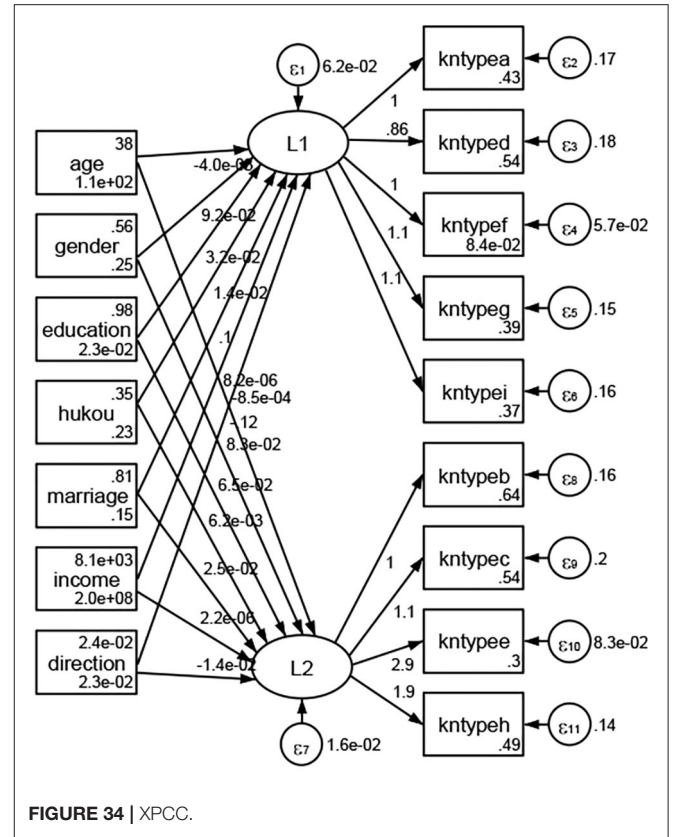 ε1 6.2e-02
L1
38
age
1.1e+02
.56
gender
.25
.98
education
2.3e-02
.35
hukou
.23
.81
marriage
.15
8.1e+03
income
2.0e+08
2.4e-02
direction
2.3e-02
-4.0e-03
9.2e-02
3.2e-02
1.4e-02
.1
8.2e-06
-8.5e-04
-.12
8.3e-02
6.5e-02
6.2e-03
2.5e-02
2.2e-06
-1.4e-02
1
.86
1
1.1
1.1
kntypea
.43
ε2 .17
kntyped
.54
ε3 .18
kntypef
8.4e-02
ε4 5.7e-02
kntypeg
.39
ε5 .15
kntypei
.37
ε6 .16
kntypeb
.64
ε8 .16
kntypec
.54
ε9 .2
kntypee
.3
ε10 8.3e-02
kntypeh
.49
ε11 .14
1
1.1
2.9
1.9
L2
ε7 1.6e-02
FIGURE 34 | XPCC.